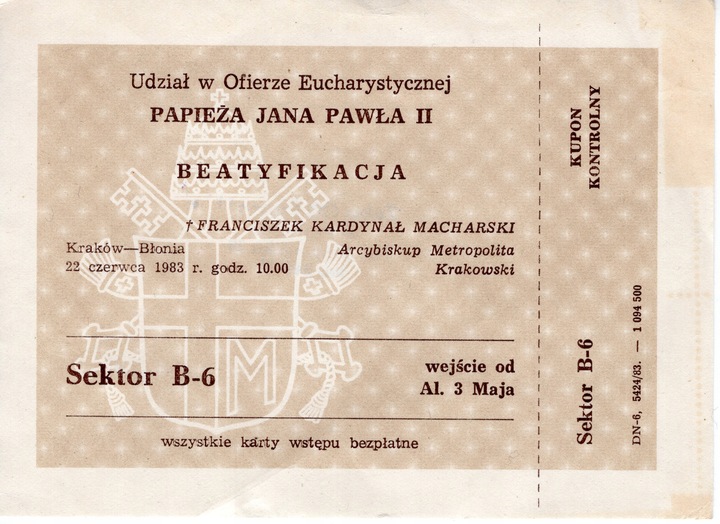 Udział w Ofierze Eucharystycznej
PAPIEŻA JANA PAWŁA II
BEATYFIKACJA
† FRANCISZEK KARDYNAŁ MACHARSKI
Arcybiskup Metropolita
Krakowski
Kraków—Błonia
22 czerwca 1983 r. godz. 10.00
Sektor B-6
wejście od
Al. 3 Maja
wszystkie karty wstępu bezpłatne
KUPON
KONTROLNY
Sektor B-6
DN-6, 5424/83. — 1 094 500
M